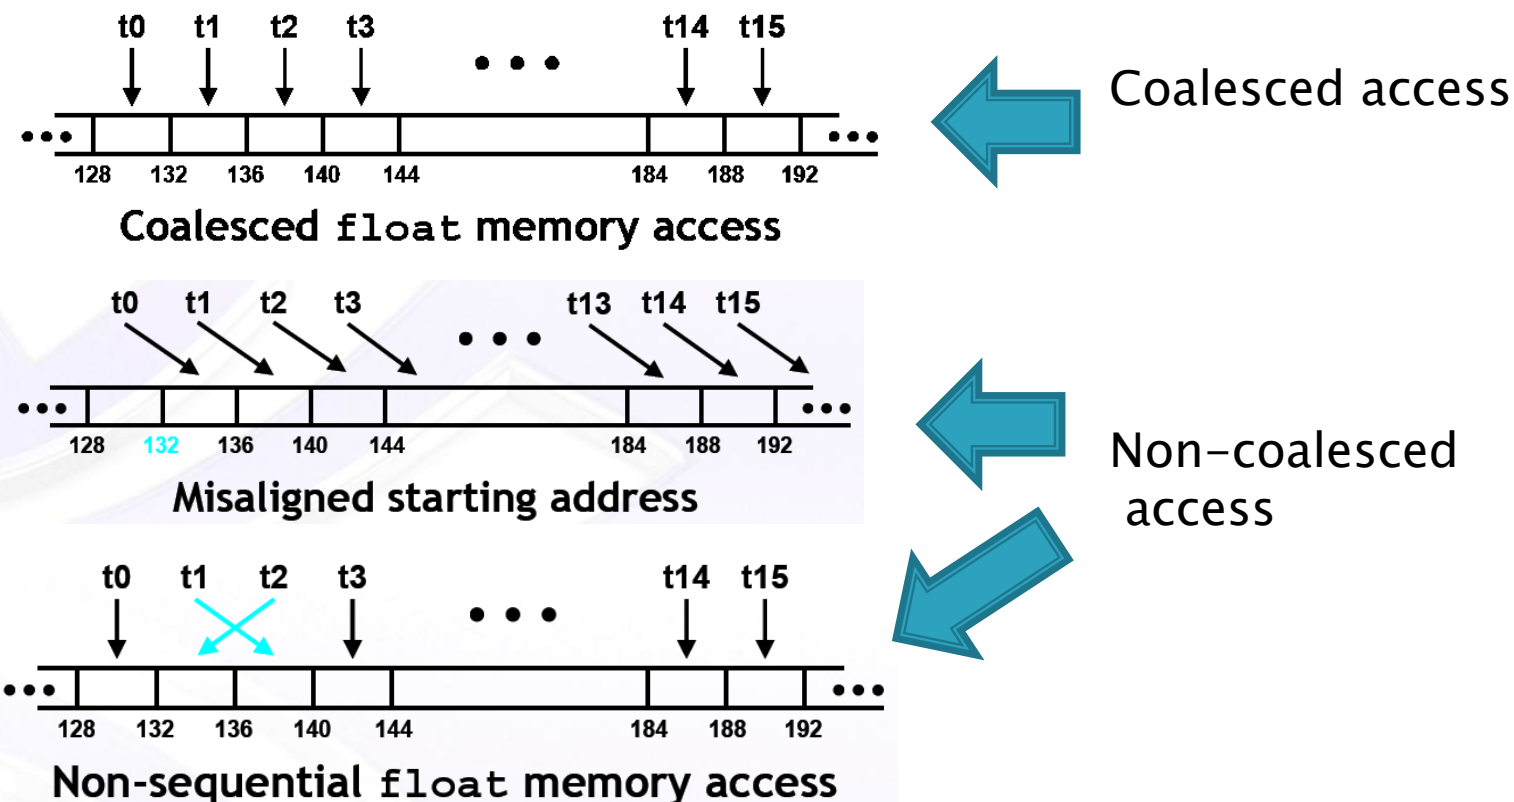 t0 t1 t2 t3 • • • t14 t15
••• •••
128 132 136 140 144 184 188 192
Coalesced float memory access
Coalesced access
t0 t1 t2 t3 • • • t13 t14 t15
••• •••
128 132 136 140 144 184 188 192
Misaligned starting address
Non-coalesced
access
t0 t1 t2 t3 • • • t14 t15
••• •••
128 132 136 140 144 184 188 192
Non-sequential float memory access